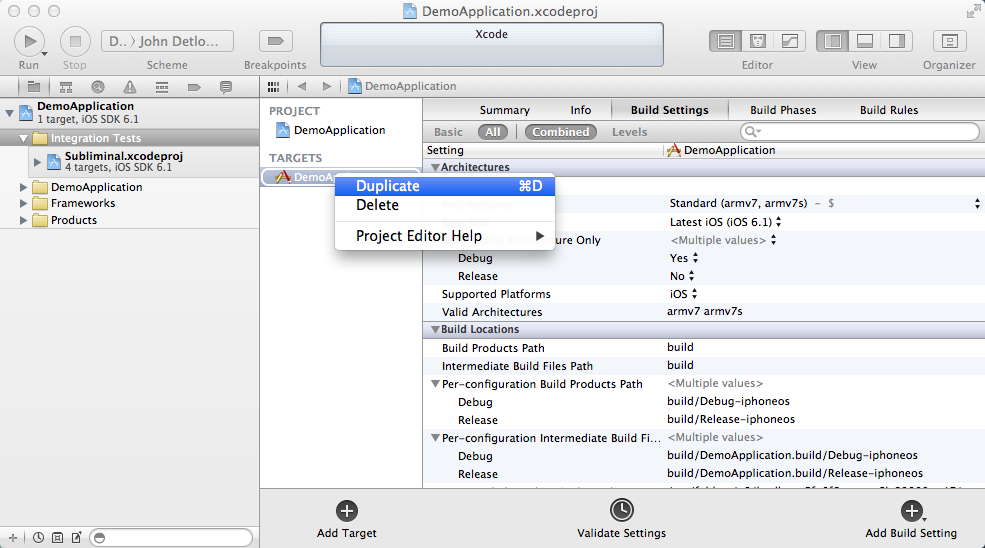 DemoApplication.xcodeproj
Xcode
D.. › John Detlo...
Run
Stop
Scheme
Breakpoints
Editor
View
Organizer
DemoApplication
1 target, iOS SDK 6.1
Integration Tests
Subliminal.xcodeproj
4 targets, iOS SDK 6.1
DemoApplication
Frameworks
Products
DemoApplication
PROJECT
DemoApplication
TARGETS
DemoA
Duplicate ⌘D
Delete
Project Editor Help
Summary Info Build Settings Build Phases Build Rules
Basic All Combined Levels
Setting DemoApplication
Architectures
Standard (armv7, armv7s) – $
Latest iOS (iOS 6.1)
ure Only <Multiple values>
Debug Yes
Release No
Supported Platforms iOS
Valid Architectures armv7 armv7s
Build Locations
Build Products Path build
Intermediate Build Files Path build
Per-configuration Build Products Path <Multiple values>
Debug build/Debug-iphoneos
Release build/Release-iphoneos
Per-configuration Intermediate Build Fi... <Multiple values>
Debug build/DemoApplication.build/Debug-iphoneos
Release build/DemoApplication.build/Release-iphoneos
Add Target
Validate Settings
Add Build Setting